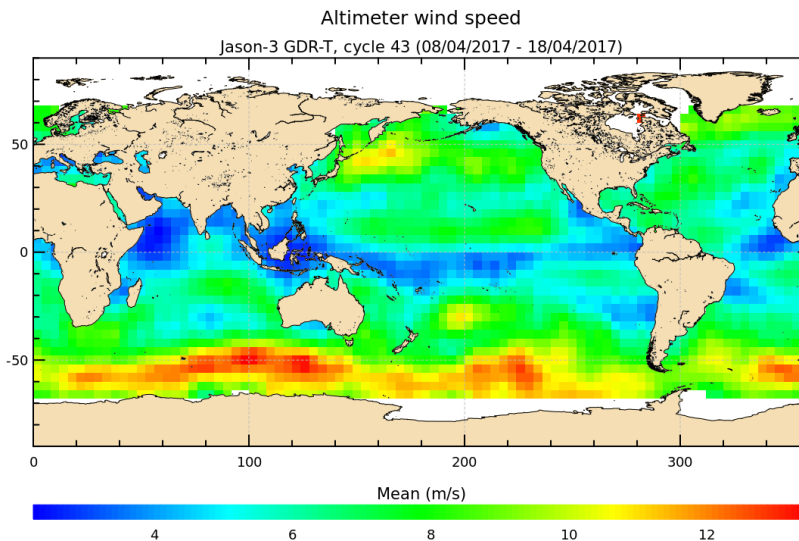 Altimeter wind speed
Jason-3 GDR-T, cycle 43 (08/04/2017 - 18/04/2017)
50
0
-50
0 100 200 300
Mean (m/s)
4 6 8 10 12